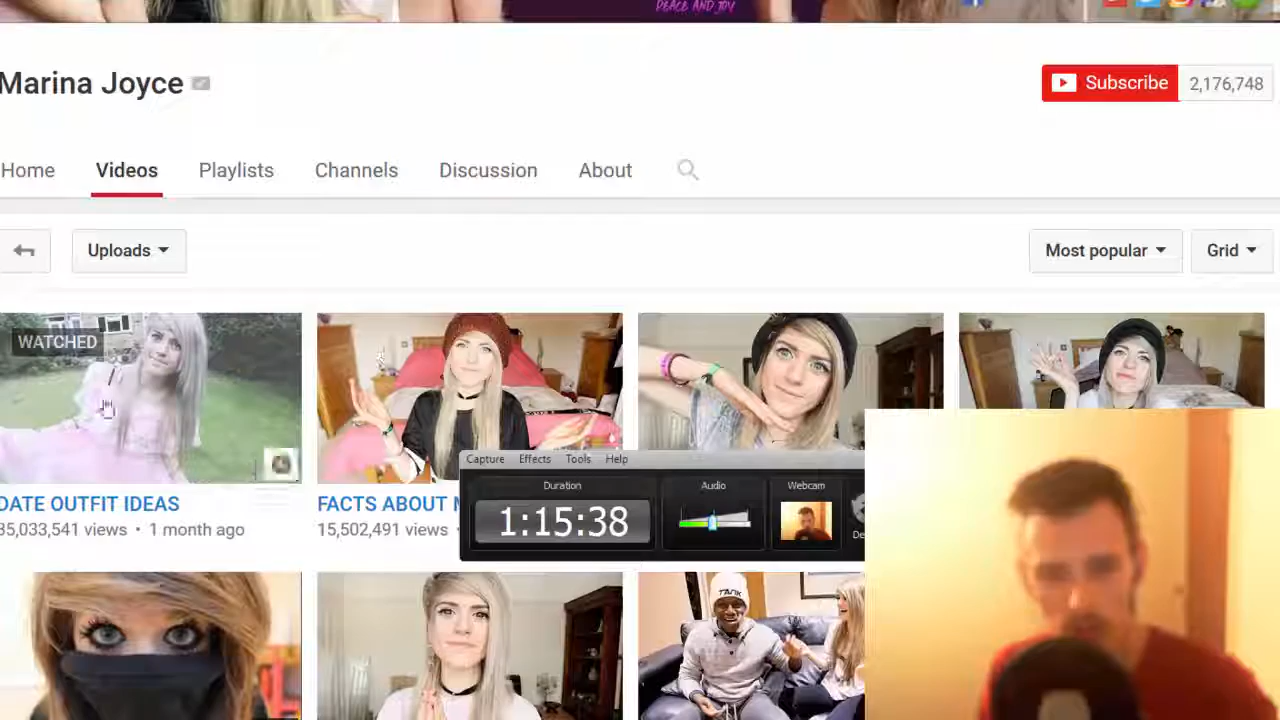 PEACE AND JOY
Marina Joyce
Subscribe 2,176,748
Home Videos Playlists Channels Discussion About
Uploads Most popular Grid
WATCHED
DATE OUTFIT IDEAS
35,033,541 views • 1 month ago
FACTS ABOUT
15,502,491 views •
Capture Effects Tools Help
Duration Audio Webcam
1:15:38
TANK